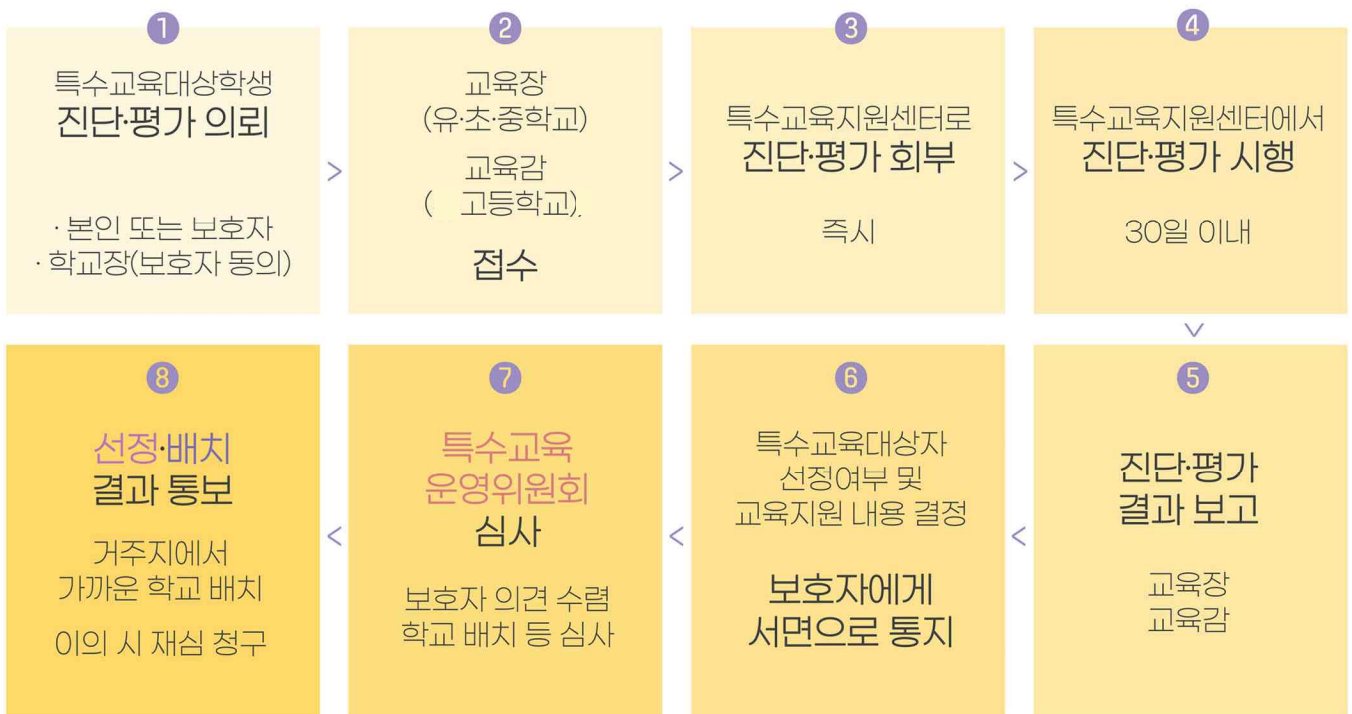 1
특수교육대상학생
진단·평가 의뢰
· 본인 또는 보호자
· 학교장(보호자 동의)
>
2
교육장
(유·초·중학교)
교육감
( 고등학교)
접수
>
3
특수교육지원센터로
진단·평가 회부
즉시
>
4
특수교육지원센터에서
진단·평가 시행
30일 이내
5
진단·평가
결과 보고
교육장
교육감
<
6
특수교육대상자
선정여부 및
교육지원 내용 결정
보호자에게
서면으로 통지
<
7
특수교육
운영위원회
심사
보호자 의견 수렴
학교 배치 등 심사
<
8
선정·배치
결과 통보
거주지에서
가까운 학교 배치
이의 시 재심 청구